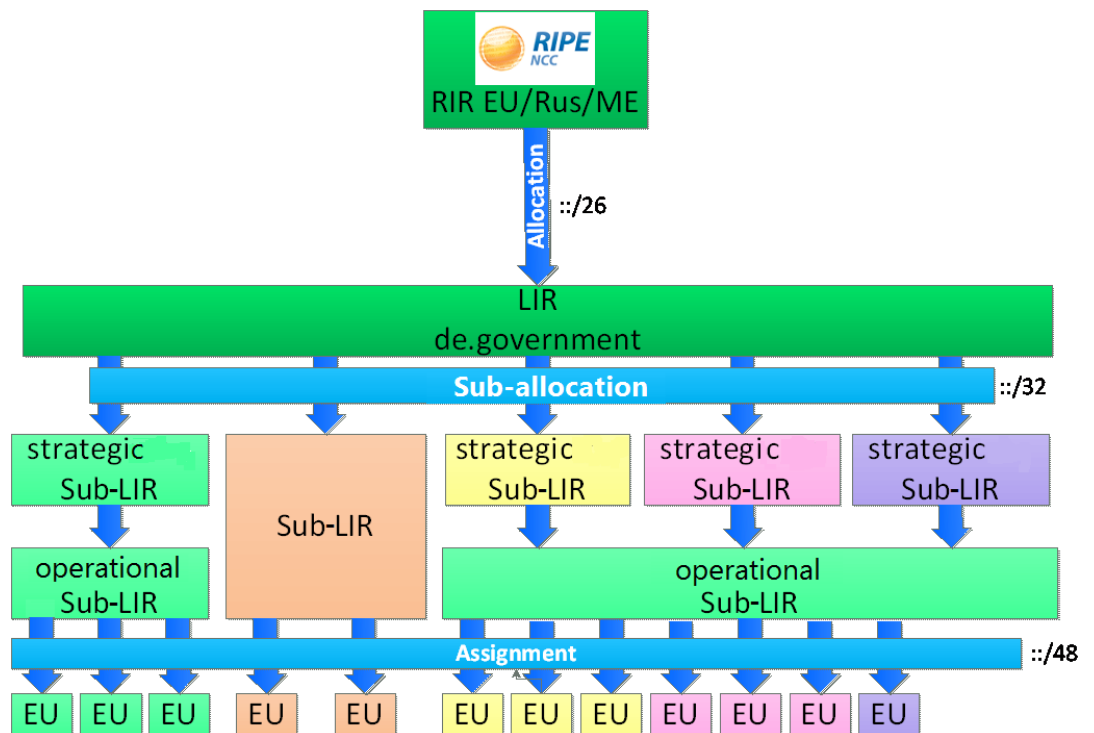 RIPE
NCC
RIR EU/Rus/ME
Allocation
::/26
LIR
de.government
Sub-allocation
::/32
strategic
Sub-LIR
Sub-LIR
strategic
Sub-LIR
strategic
Sub-LIR
strategic
Sub-LIR
operational
Sub-LIR
operational
Sub-LIR
Assignment
::/48
EU EU EU EU EU EU EU EU EU EU EU EU